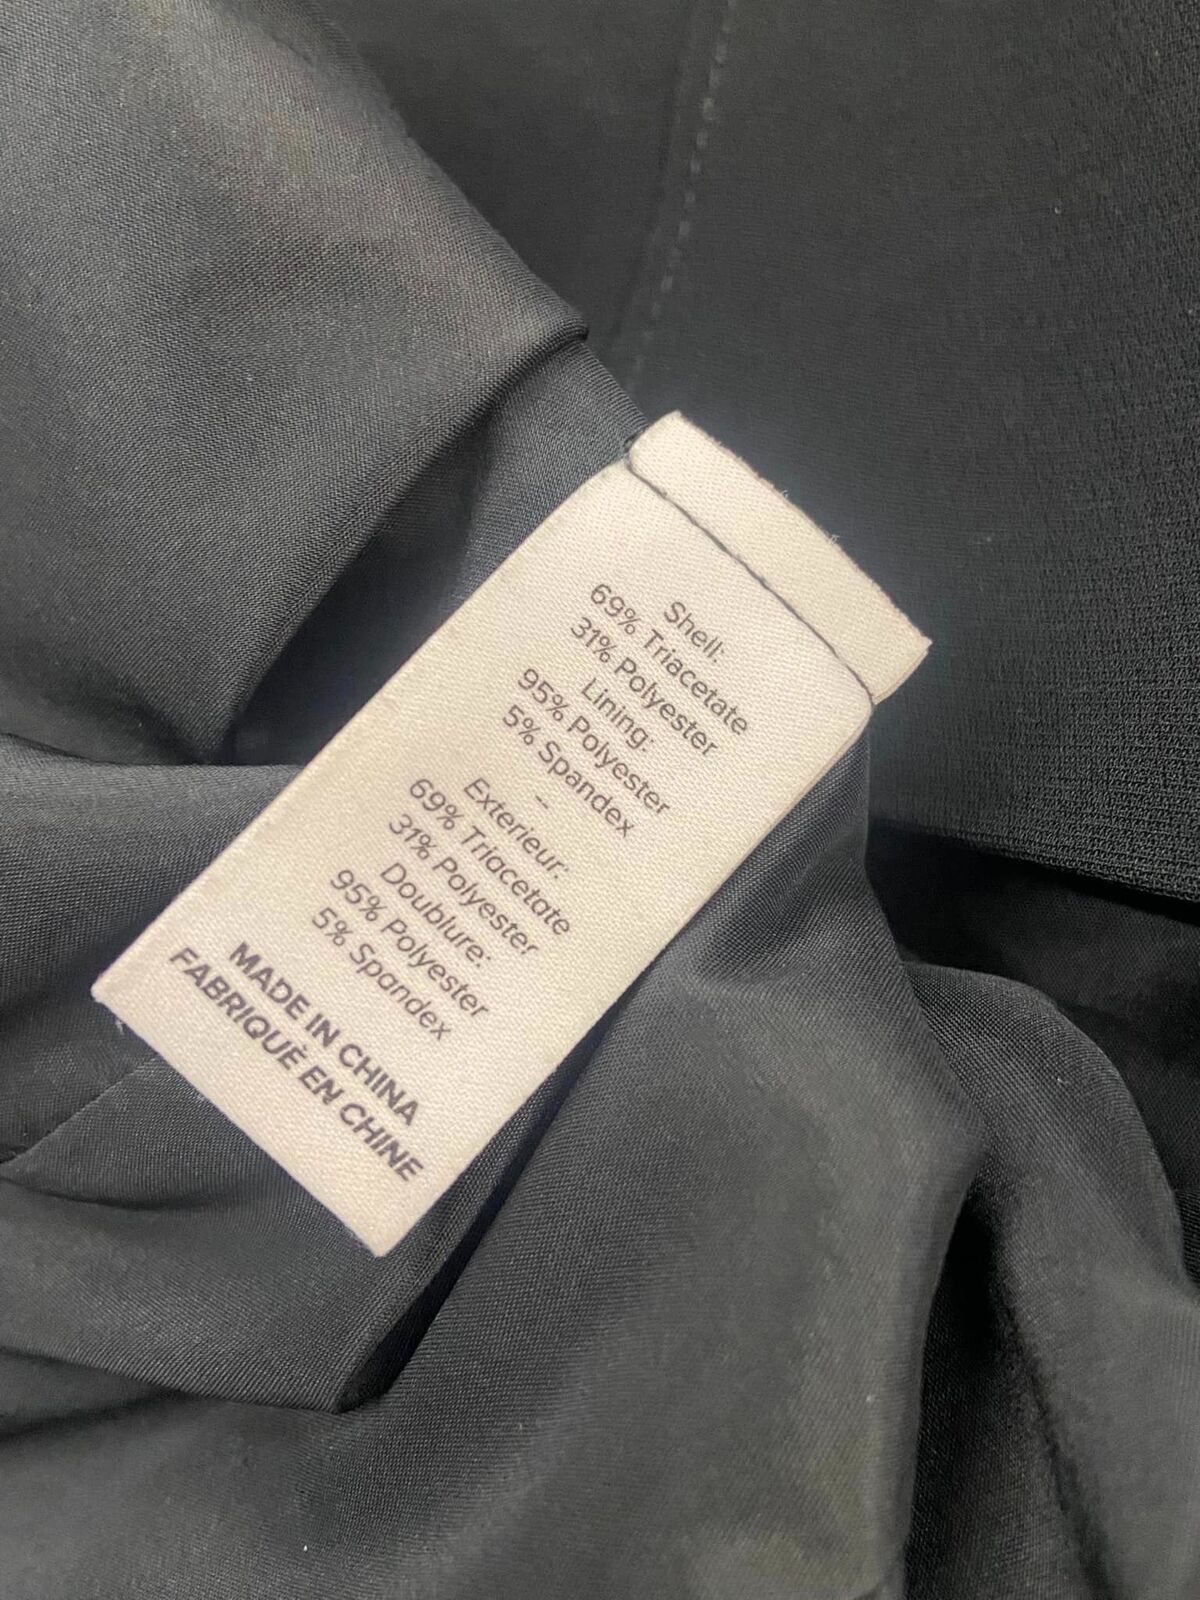 Shell:
69% Triacetate
31% Polyester
Lining:
95% Polyester
5% Spandex
--
Exterieur:
69% Triacetate
31% Polyester
Doublure:
95% Polyester
5% Spandex
MADE IN CHINA
FABRIQUÉ EN CHINE